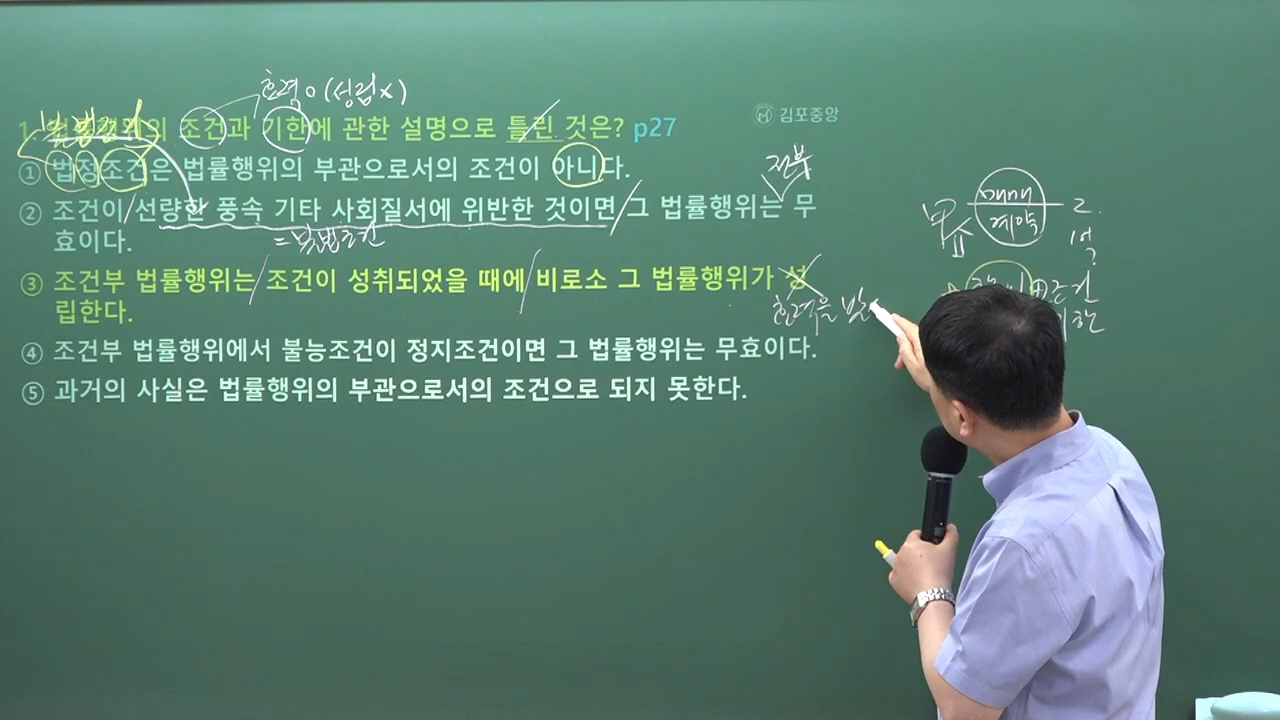 효력 O (성립 X)
김포중앙
1. 법률행위의 조건과 기한에 관한 설명으로 틀린 것은? p27
① 법정조건은 법률행위의 부관으로서의 조건이 아니다.
전부
② 조건이 선량한 풍속 기타 사회질서에 위반한 것이면 그 법률행위는 무
효이다.
= 불법조건
매매
계약
③ 조건부 법률행위는 조건이 성취되었을 때에 비로소 그 법률행위가 성
립한다.
효력을
④ 조건부 법률행위에서 불능조건이 정지조건이면 그 법률행위는 무효이다.
⑤ 과거의 사실은 법률행위의 부관으로서의 조건으로 되지 못한다.